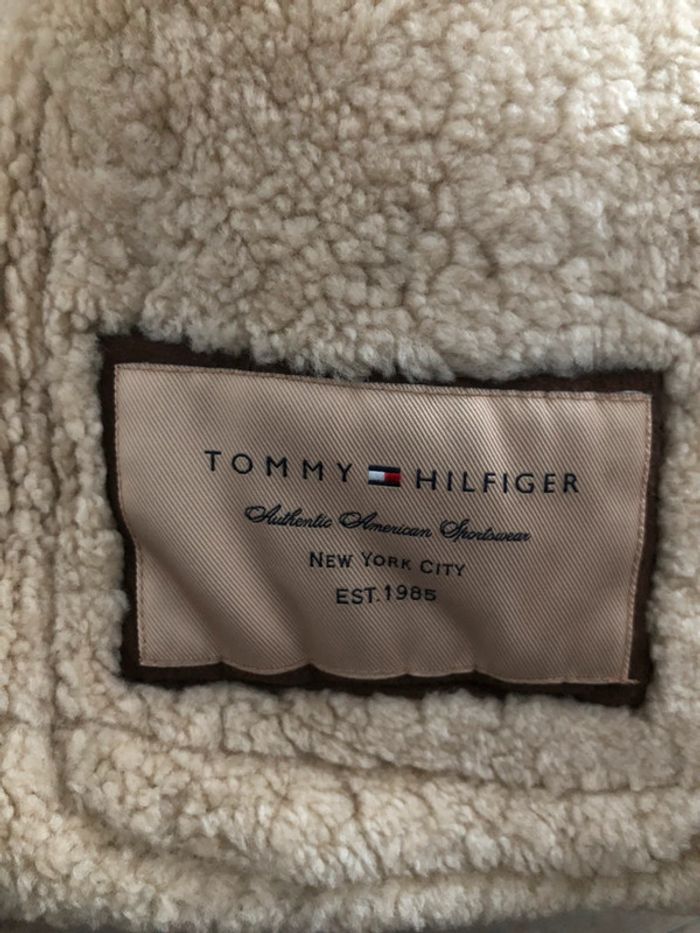 TOMMY HILFIGER
Authentic American Sportswear
NEW YORK CITY
EST. 1985